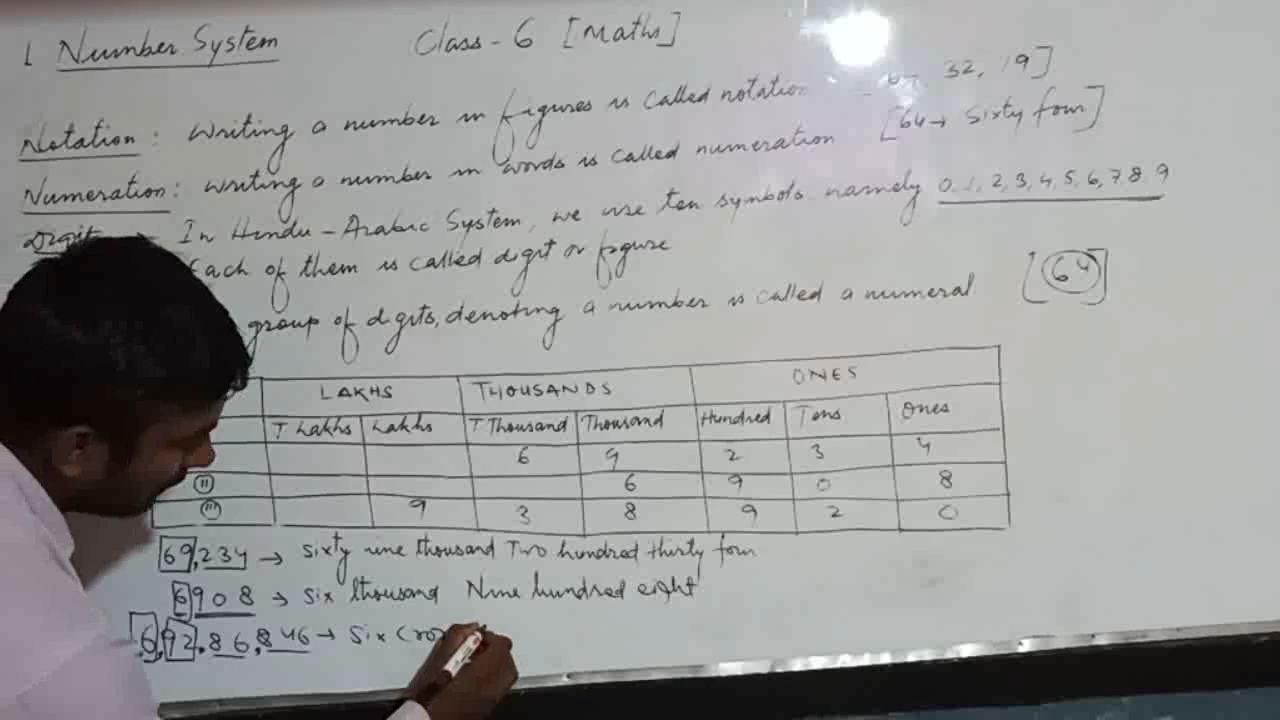 1 Number System Class - 6 [Maths]
Notation : Writing a number in figures is called notation 32, 19]
Numeration : Writing a number in words is called numeration [64 → Sixty four]
Digit In Hindu - Arabic System, we use ten symbols, namely 0, 1, 2, 3, 4, 5, 6, 7, 8, 9
Each of them is called digit or figure
group of digits, denoting a number is called a numeral. [64]
LAKHS THOUSANDS ONES
T Lakhs Lakhs T Thousand Thousand Hundred Tens Ones
6 9 2 3 4
(ii) 6 9 0 8
(iii) 9 3 8 9 2 0
69,234 → Sixty nine thousand Two hundred thirty four
6908 → Six thousand Nine hundred eight
6,92,86,846 → Six Cro